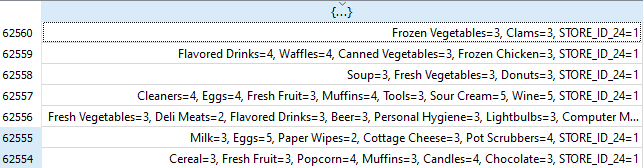 {...}
62560 Frozen Vegetables=3, Clams=3, STORE_ID_24=1
62559 Flavored Drinks=4, Waffles=4, Canned Vegetables=3, Frozen Chicken=3, STORE_ID_24=1
62558 Soup=3, Fresh Vegetables=3, Donuts=3, STORE_ID_24=1
62557 Cleaners=4, Eggs=4, Fresh Fruit=3, Muffins=4, Tools=3, Sour Cream=5, Wine=5, STORE_ID_24=1
62556 Fresh Vegetables=3, Deli Meats=2, Flavored Drinks=3, Beer=3, Personal Hygiene=3, Lightbulbs=3, Computer M...
62555 Milk=3, Eggs=5, Paper Wipes=2, Cottage Cheese=3, Pot Scrubbers=4, STORE_ID_24=1
62554 Cereal=3, Fresh Fruit=3, Popcorn=4, Muffins=3, Candles=4, Chocolate=3, STORE_ID_24=1